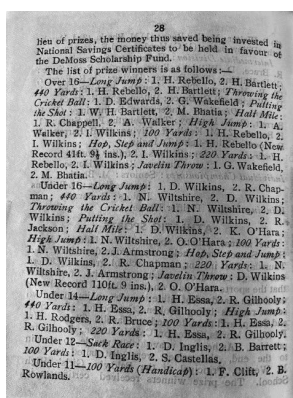 28
lieu of prizes, the money thus saved being invested in
National Savings Certificates to be held in favour of
the DeMoss Scholarship Fund.
The list of prize winners is as follows:—
Over 16—Long Jump: 1. H. Rebello, 2. H. Bartlett;
440 Yards: 1. H. Rebello, 2. H. Bartlett; Throwing the
Cricket Ball: 1. D. Edwards, 2. G. Wakefield; Putting
the Shot: 1. W. H. Bartlett, 2. M. Bhatia; Half Mile:
1. R. Chappell, 2. A. Walker; High Jump: 1. A.
Walker, 2. I. Wilkins; 100 Yards: 1. H. Rebello, 2.
I. Wilkins; Hop, Step and Jump: 1. H. Rebello (New
Record 41ft. 9¾ ins.), 2. I. Wilkins; 220 Yards: 1. H.
Rebello, 2. I. Wilkins; Javelin Throw: 1. G. Wakefield,
2. M. Bhatia.
Under 16—Long Jump: 1. D. Wilkins, 2. R. Chap-
man; 440 Yards: 1. N. Wiltshire, 2. D. Wilkins;
Throwing the Cricket Ball: 1. N. Wiltshire, 2. D.
Wilkins; Putting the Shot: 1. D. Wilkins, 2. R.
Jackson; Half Mile: 1. D. Wilkins, 2. K. O'Hara;
High Jump: 1. N. Wiltshire, 2. O. O'Hara; 100 Yards:
1. N. Wiltshire, 2. J. Armstrong; Hop, Step and Jump:
1. D. Wilkins, 2. R. Chapman; 220 Yards: 1. N.
Wiltshire, 2. J. Armstrong; Javelin Throw: D. Wilkins
(New Record 110ft. 9 ins.), 2. O. O'Hara.
Under 14—Long Jump: 1. H. Essa, 2. R. Gilhooly;
440 Yards: 1. H. Essa, 2. R. Gilhooly; High Jump:
1. H. Rodgers, 2. R. Bruce; 100 Yards: 1. H. Essa, 2.
R. Gilhooly; 220 Yards: 1. H. Essa, 2. R. Gilhooly.
Under 12—Sack Race: 1. D. Inglis, 2. B. Barrett;
100 Yards: 1. D. Inglis, 2. S. Castellas.
Under 11—100 Yards (Handicap): 1. F. Clift, 2. B.
Rowlands.